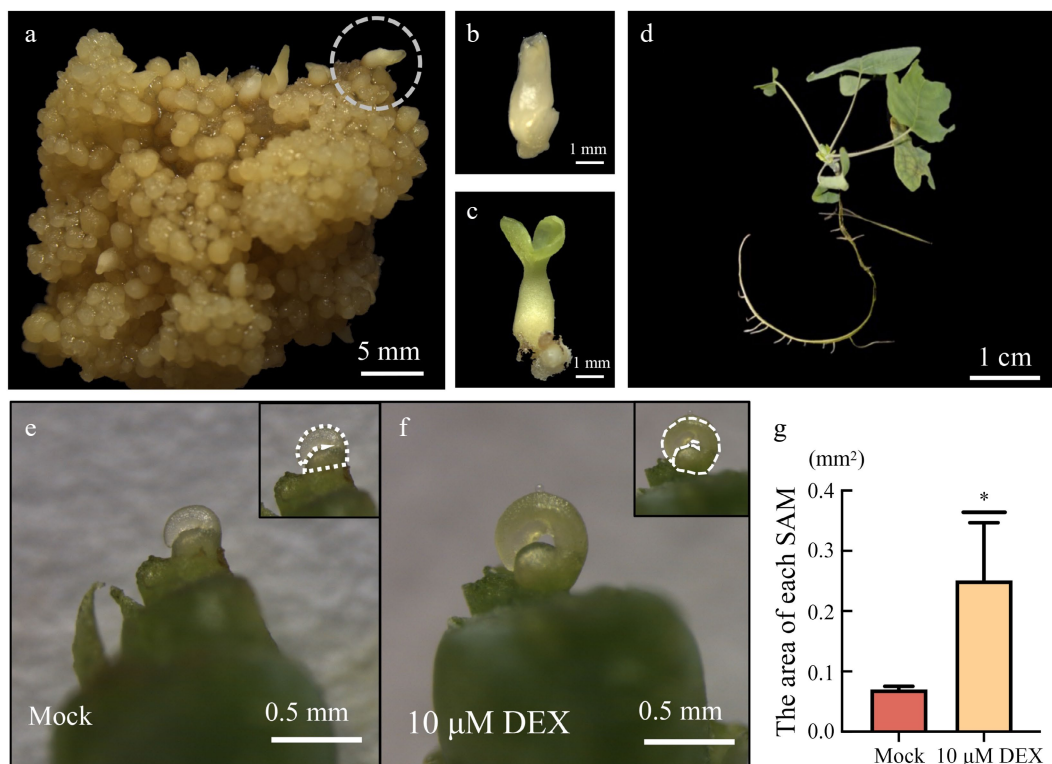 a
5 mm
b
1 mm
c
1 mm
d
1 cm
e
Mock
0.5 mm
f
10 μM DEX
0.5 mm
g
(mm²)
The area of each SAM
0.4
0.3
0.2
0.1
0.0
*
Mock
10 μM DEX